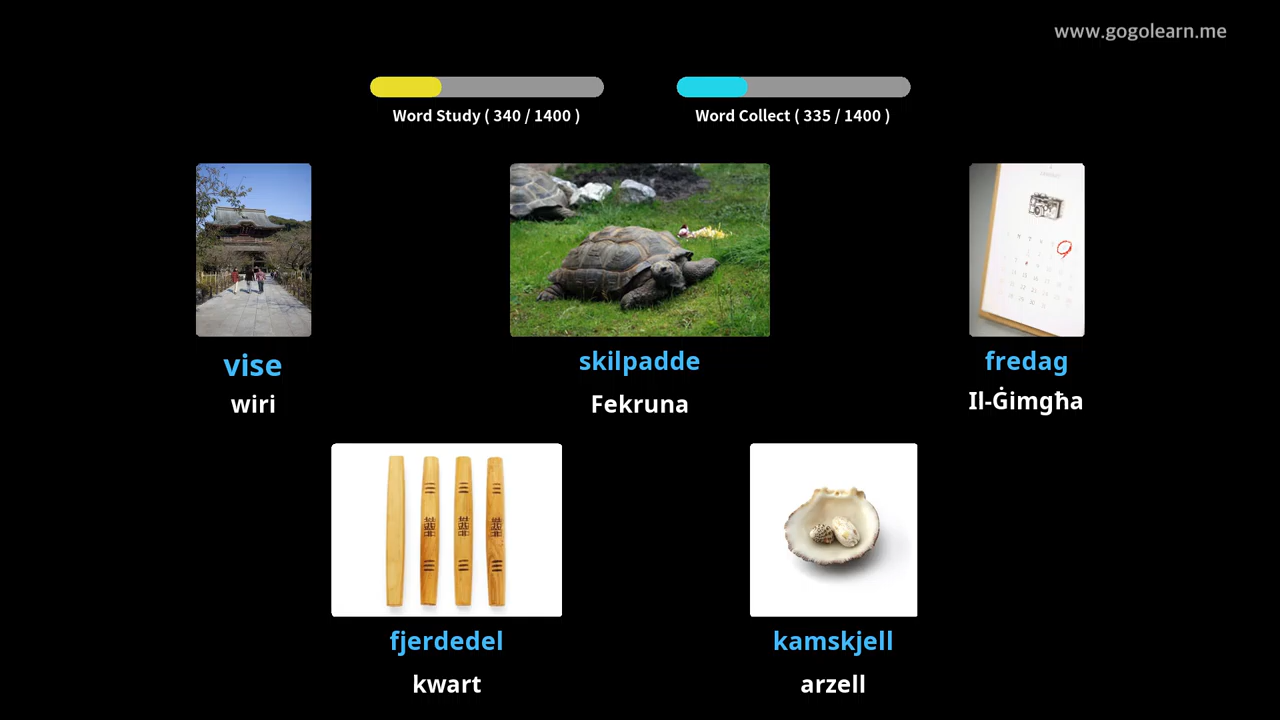 www.gogolearn.me
Word Study ( 340 / 1400 )
Word Collect ( 335 / 1400 )
vise
wiri
skilpadde
Fekruna
fredag
Il-Ġimgħa
fjerdedel
kwart
kamskjell
arzell